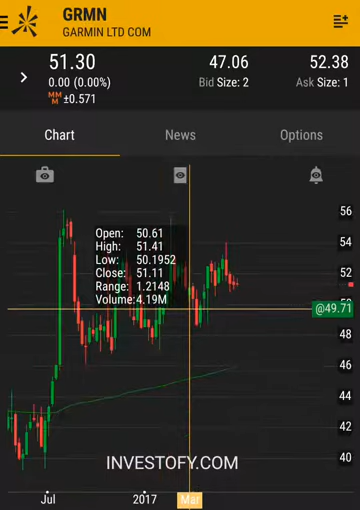 GRMN
GARMIN LTD COM
51.30
47.06
52.38
0.00 (0.00%)
Bid Size: 2
Ask Size: 1
MMM ±0.571
Chart
News
Options
56
Open: 50.61
54
High: 51.41
Low: 50.1952
52
Close: 51.11
Range: 1.2148
Volume: 4.19M
@49.71
48
46
44
42
40
INVESTOFY.COM
Jul
2017
Mar